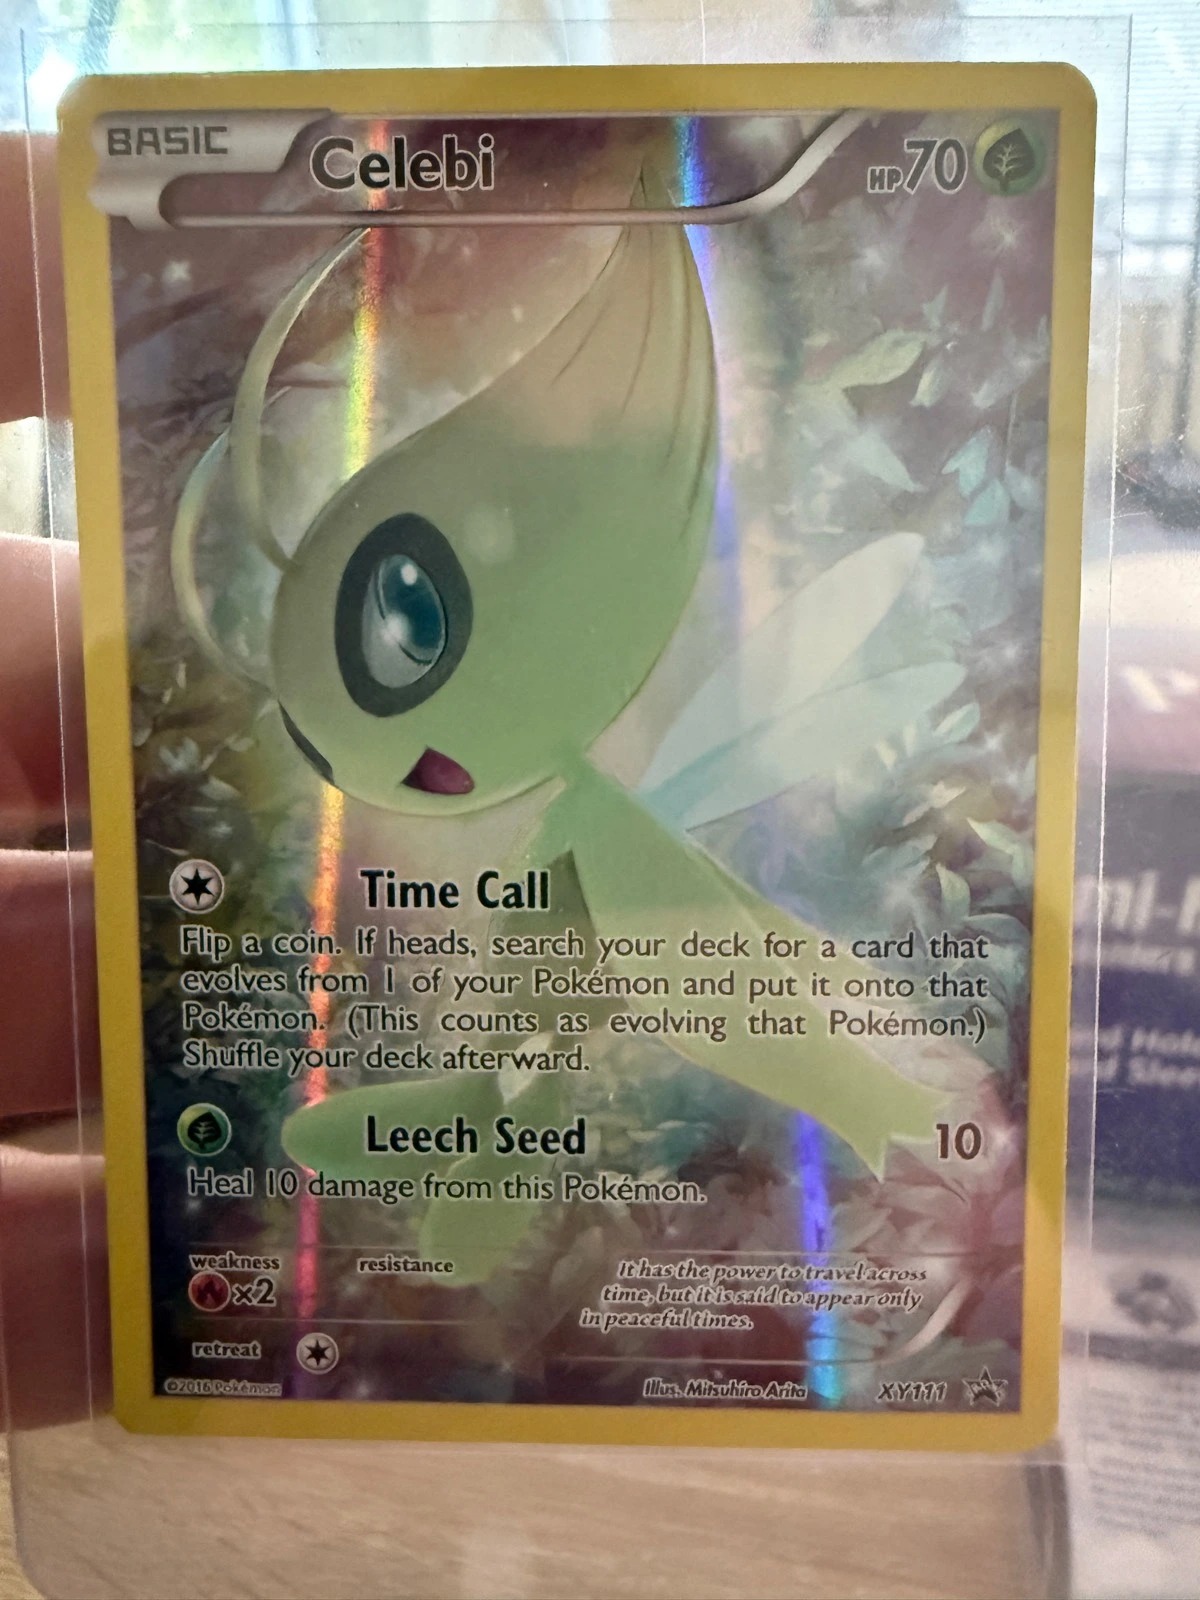 BASIC
Celebi
HP70
Time Call
Flip a coin. If heads, search your deck for a card that
evolves from 1 of your Pokémon and put it onto that
Pokémon. (This counts as evolving that Pokémon.)
Shuffle your deck afterward.
Leech Seed 10
Heal 10 damage from this Pokémon.
weakness resistance
×2
It has the power to travel across
time, but it is said to appear only
in peaceful times.
retreat
©2016 Pokémon
Illus. Mitsuhiro Arita
XY111